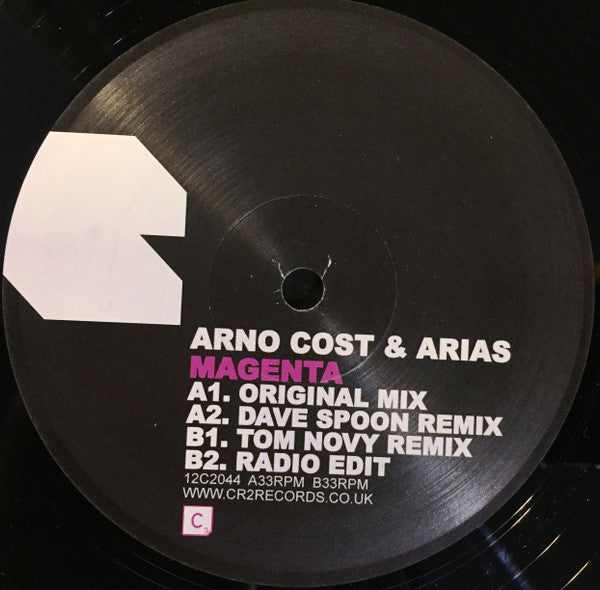 ARNO COST & ARIAS
MAGENTA
A1. ORIGINAL MIX
A2. DAVE SPOON REMIX
B1. TOM NOVY REMIX
B2. RADIO EDIT
12C2044 A33RPM B33RPM
WWW.CR2RECORDS.CO.UK
C2